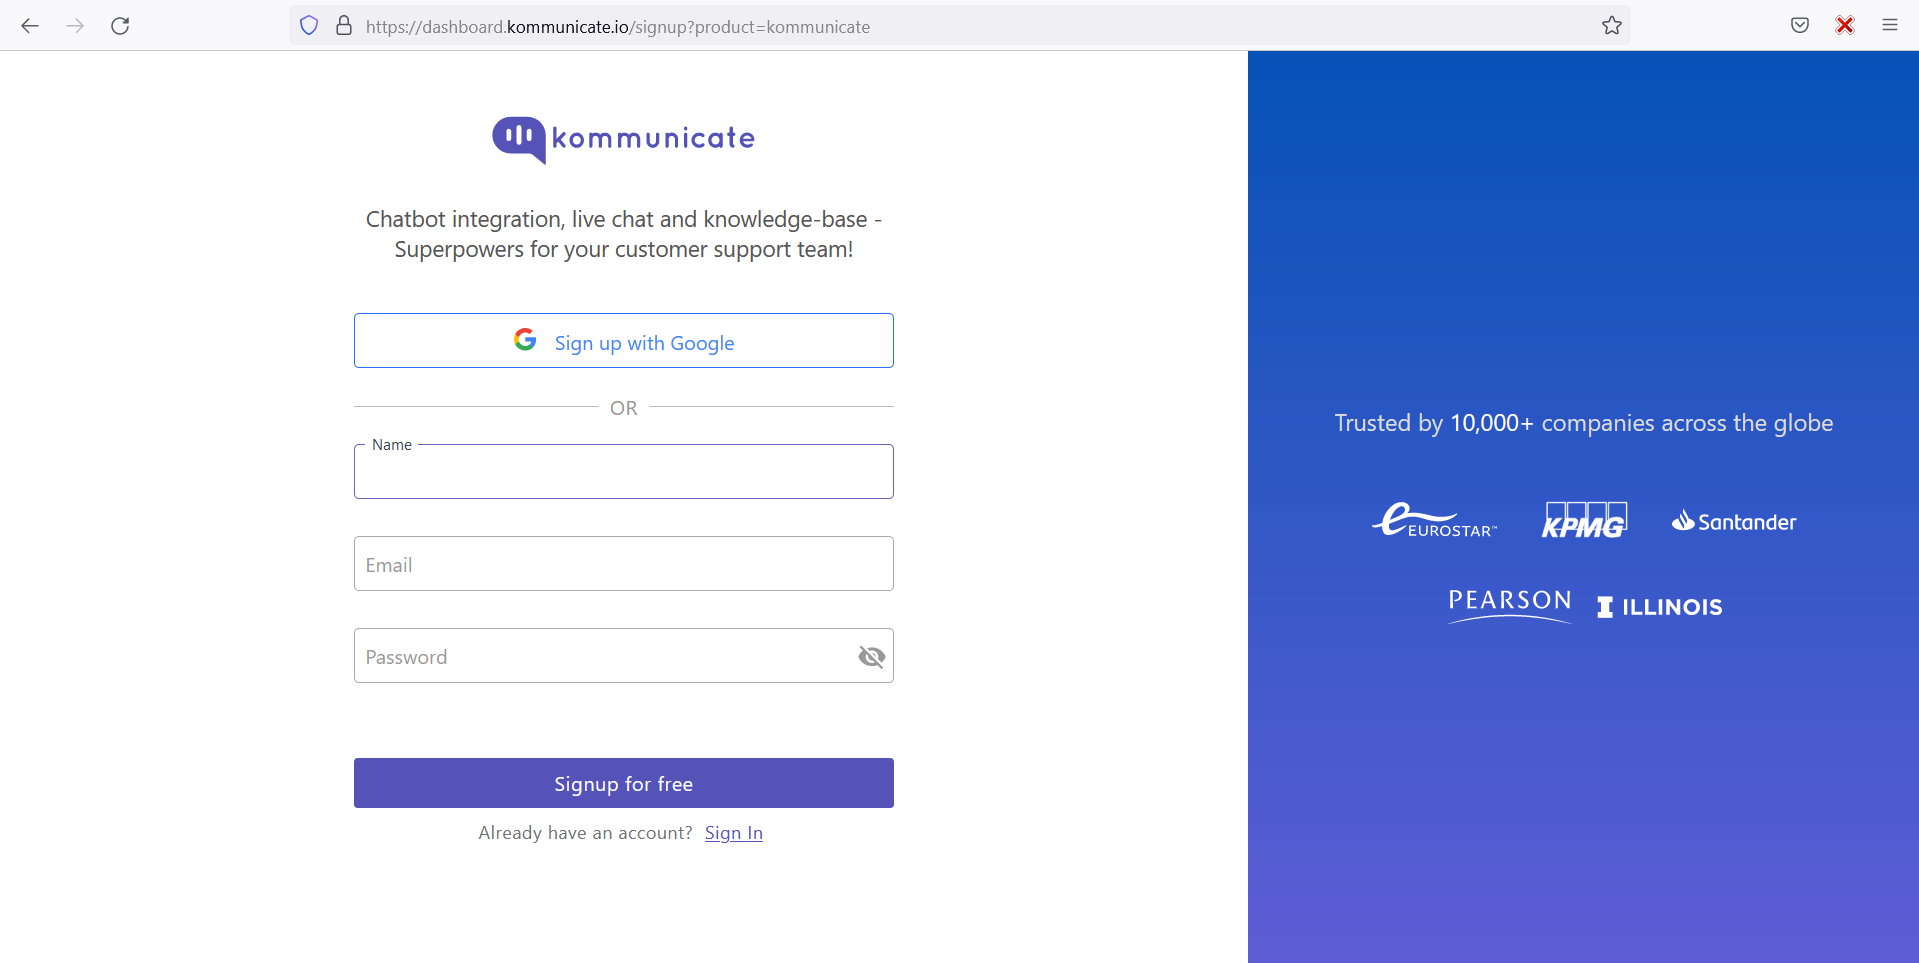 https://dashboard.kommunicate.io/signup?product=kommunicate
kommunicate
Chatbot integration, live chat and knowledge-base -
Superpowers for your customer support team!
Sign up with Google
OR
Name
Email
Password
Signup for free
Already have an account? Sign In
Trusted by 10,000+ companies across the globe
EUROSTAR™ KPMG Santander
PEARSON ILLINOIS